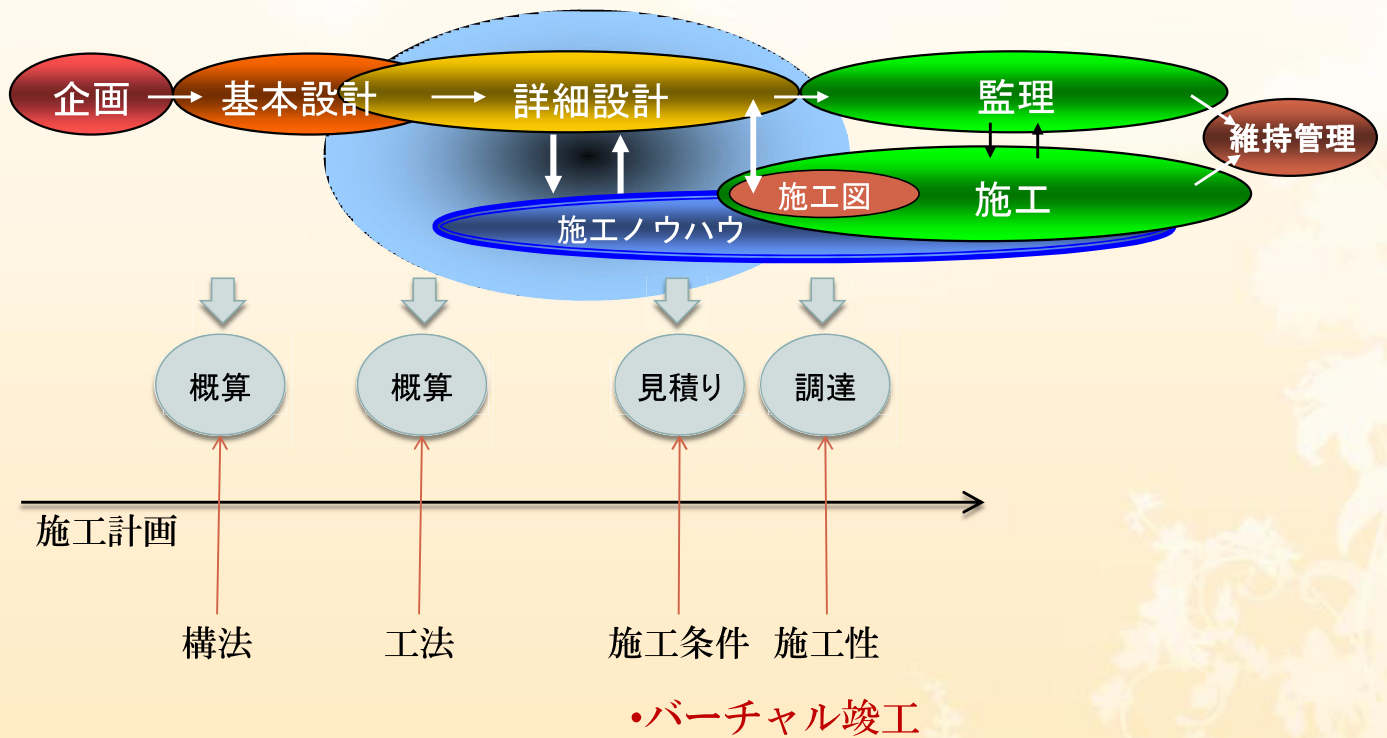 企画
基本設計
詳細設計
監理
維持管理
施工図
施工
施工ノウハウ
概算
概算
見積り
調達
施工計画
構法
工法
施工条件
施工性
•バーチャル竣工